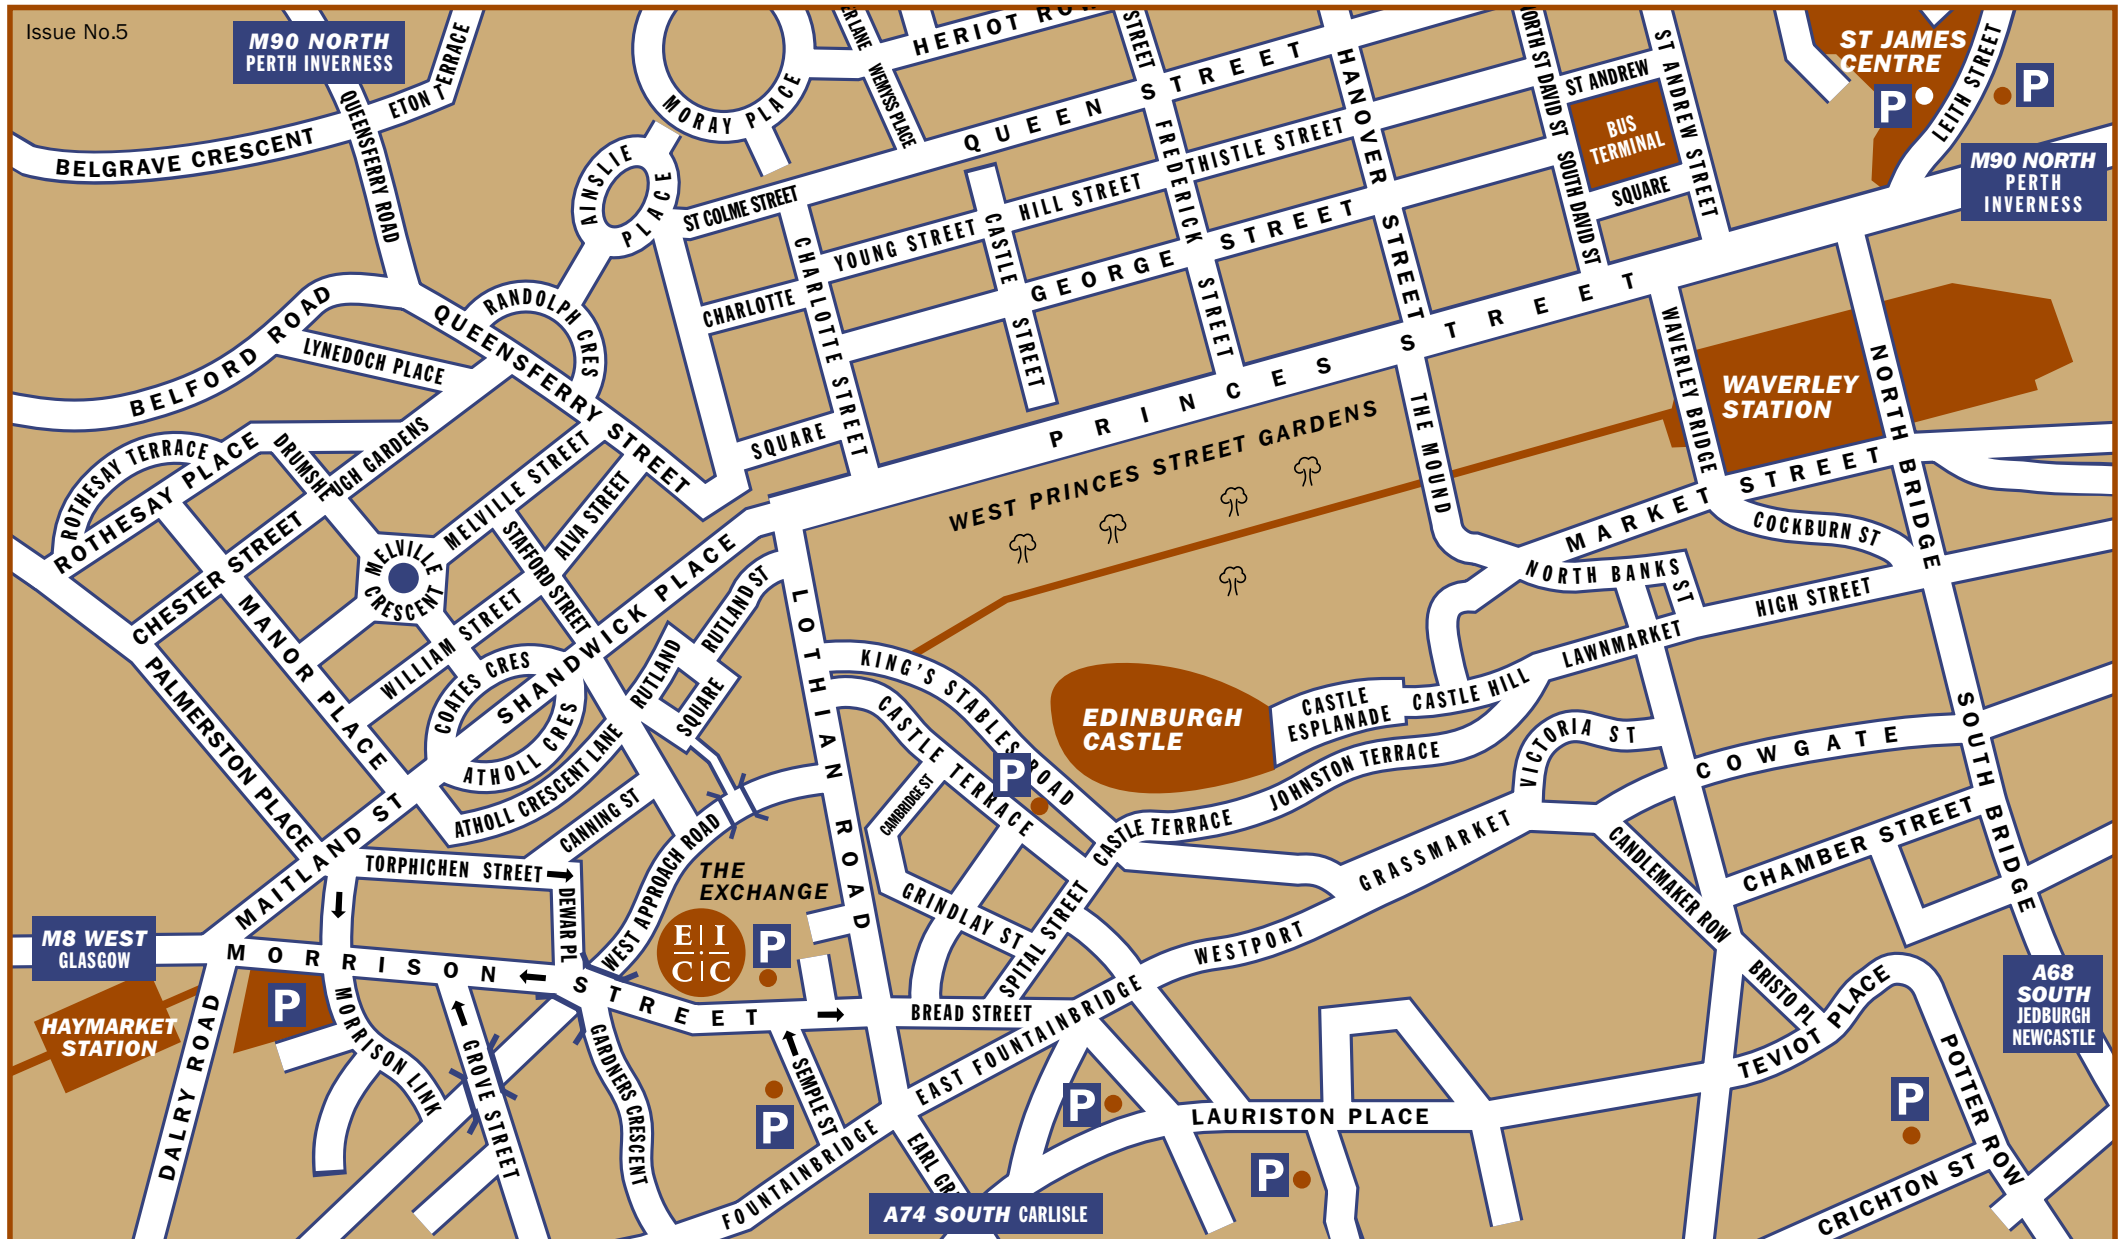 Issue No.5
M90 NORTH
PERTH INVERNESS
ETON TERRACE
BELGRAVE CRESCENT
QUEENSFERRY ROAD
MORAY PLACE
AINSLIE
PLACE
WEMYSS PLACE
HERIOT
QUEEN STREET
STREET
FREDERICK
STREET
HANOVER
STREET
THISTLE STREET
HILL STREET
YOUNG STREET
ST COLME STREET
CASTLE
STREET
GEORGE STREET
CHARLOTTE
CHARLOTTE STREET
SQUARE
ST DAVID ST
SOUTH DAVID ST
ST ANDREW
BUS
TERMINAL
SQUARE
ST ANDREW STREET
ST JAMES
CENTRE
P
LEITH STREET
P
M90 NORTH
PERTH
INVERNESS
PRINCES STREET
WEST PRINCES STREET GARDENS
THE MOUND
WAVERLEY BRIDGE
WAVERLEY
STATION
NORTH BRIDGE
MARKET STREET
COCKBURN ST
NORTH BANKS
ST
HIGH STREET
LAWNMARKET
CASTLE HILL
CASTLE
ESPLANADE
EDINBURGH
CASTLE
JOHNSTON TERRACE
CASTLE TERRACE
VICTORIA ST
COWGATE
SOUTH BRIDGE
CHAMBER STREET
CANDLEMAKER ROW
GRASSMARKET
WESTPORT
BELFORD ROAD
LYNEDOCH PLACE
RANDOLPH CRES
QUEENSFERRY STREET
ROTHESAY TERRACE
ROTHESAY PLACE
DRUMSHE
UGH GARDENS
CHESTER STREET
MELVILLE STREET
MELVILLE
CRESCENT
ALVA STREET
STAFFORD STREET
WILLIAM STREET
MANOR PLACE
PALMERSTON PLACE
COATES CRES
SHANDWICK PLACE
ATHOLL CRES
ATHOLL CRESCENT LANE
RUTLAND ST
RUTLAND
SQUARE
CANNING ST
LOTHIAN ROAD
KING'S STABLES ROAD
CASTLE TERRACE
P
CAMBRIDGE ST
GRINDLAY ST
SPITAL STREET
MAITLAND ST
TORPHICHEN STREET
DEWAR PL
WEST APPROACH ROAD
THE
EXCHANGE
E I
C C
P
M8 WEST
GLASGOW
MORRISON STREET
HAYMARKET
STATION
P
DALRY ROAD
MORRISON LINK
GROVE STREET
GARDNERS CRESCENT
SEMPLE ST
P
BREAD STREET
EAST FOUNTAINBRIDGE
FOUNTAINBRIDGE
EARL
A74 SOUTH CARLISLE
P
LAURISTON PLACE
P
BRISTO PL
TEVIOT PLACE
POTTER ROW
P
CRICHTON ST
A68
SOUTH
JEDBURGH
NEWCASTLE